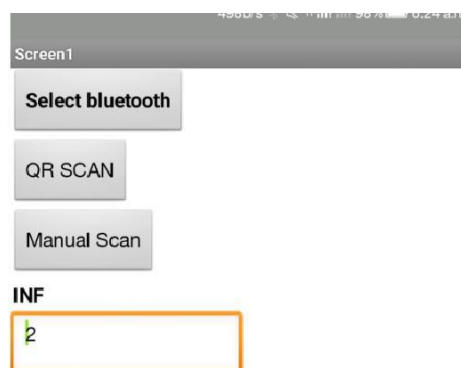 Screen1
Select bluetooth
QR SCAN
Manual Scan
INF
2